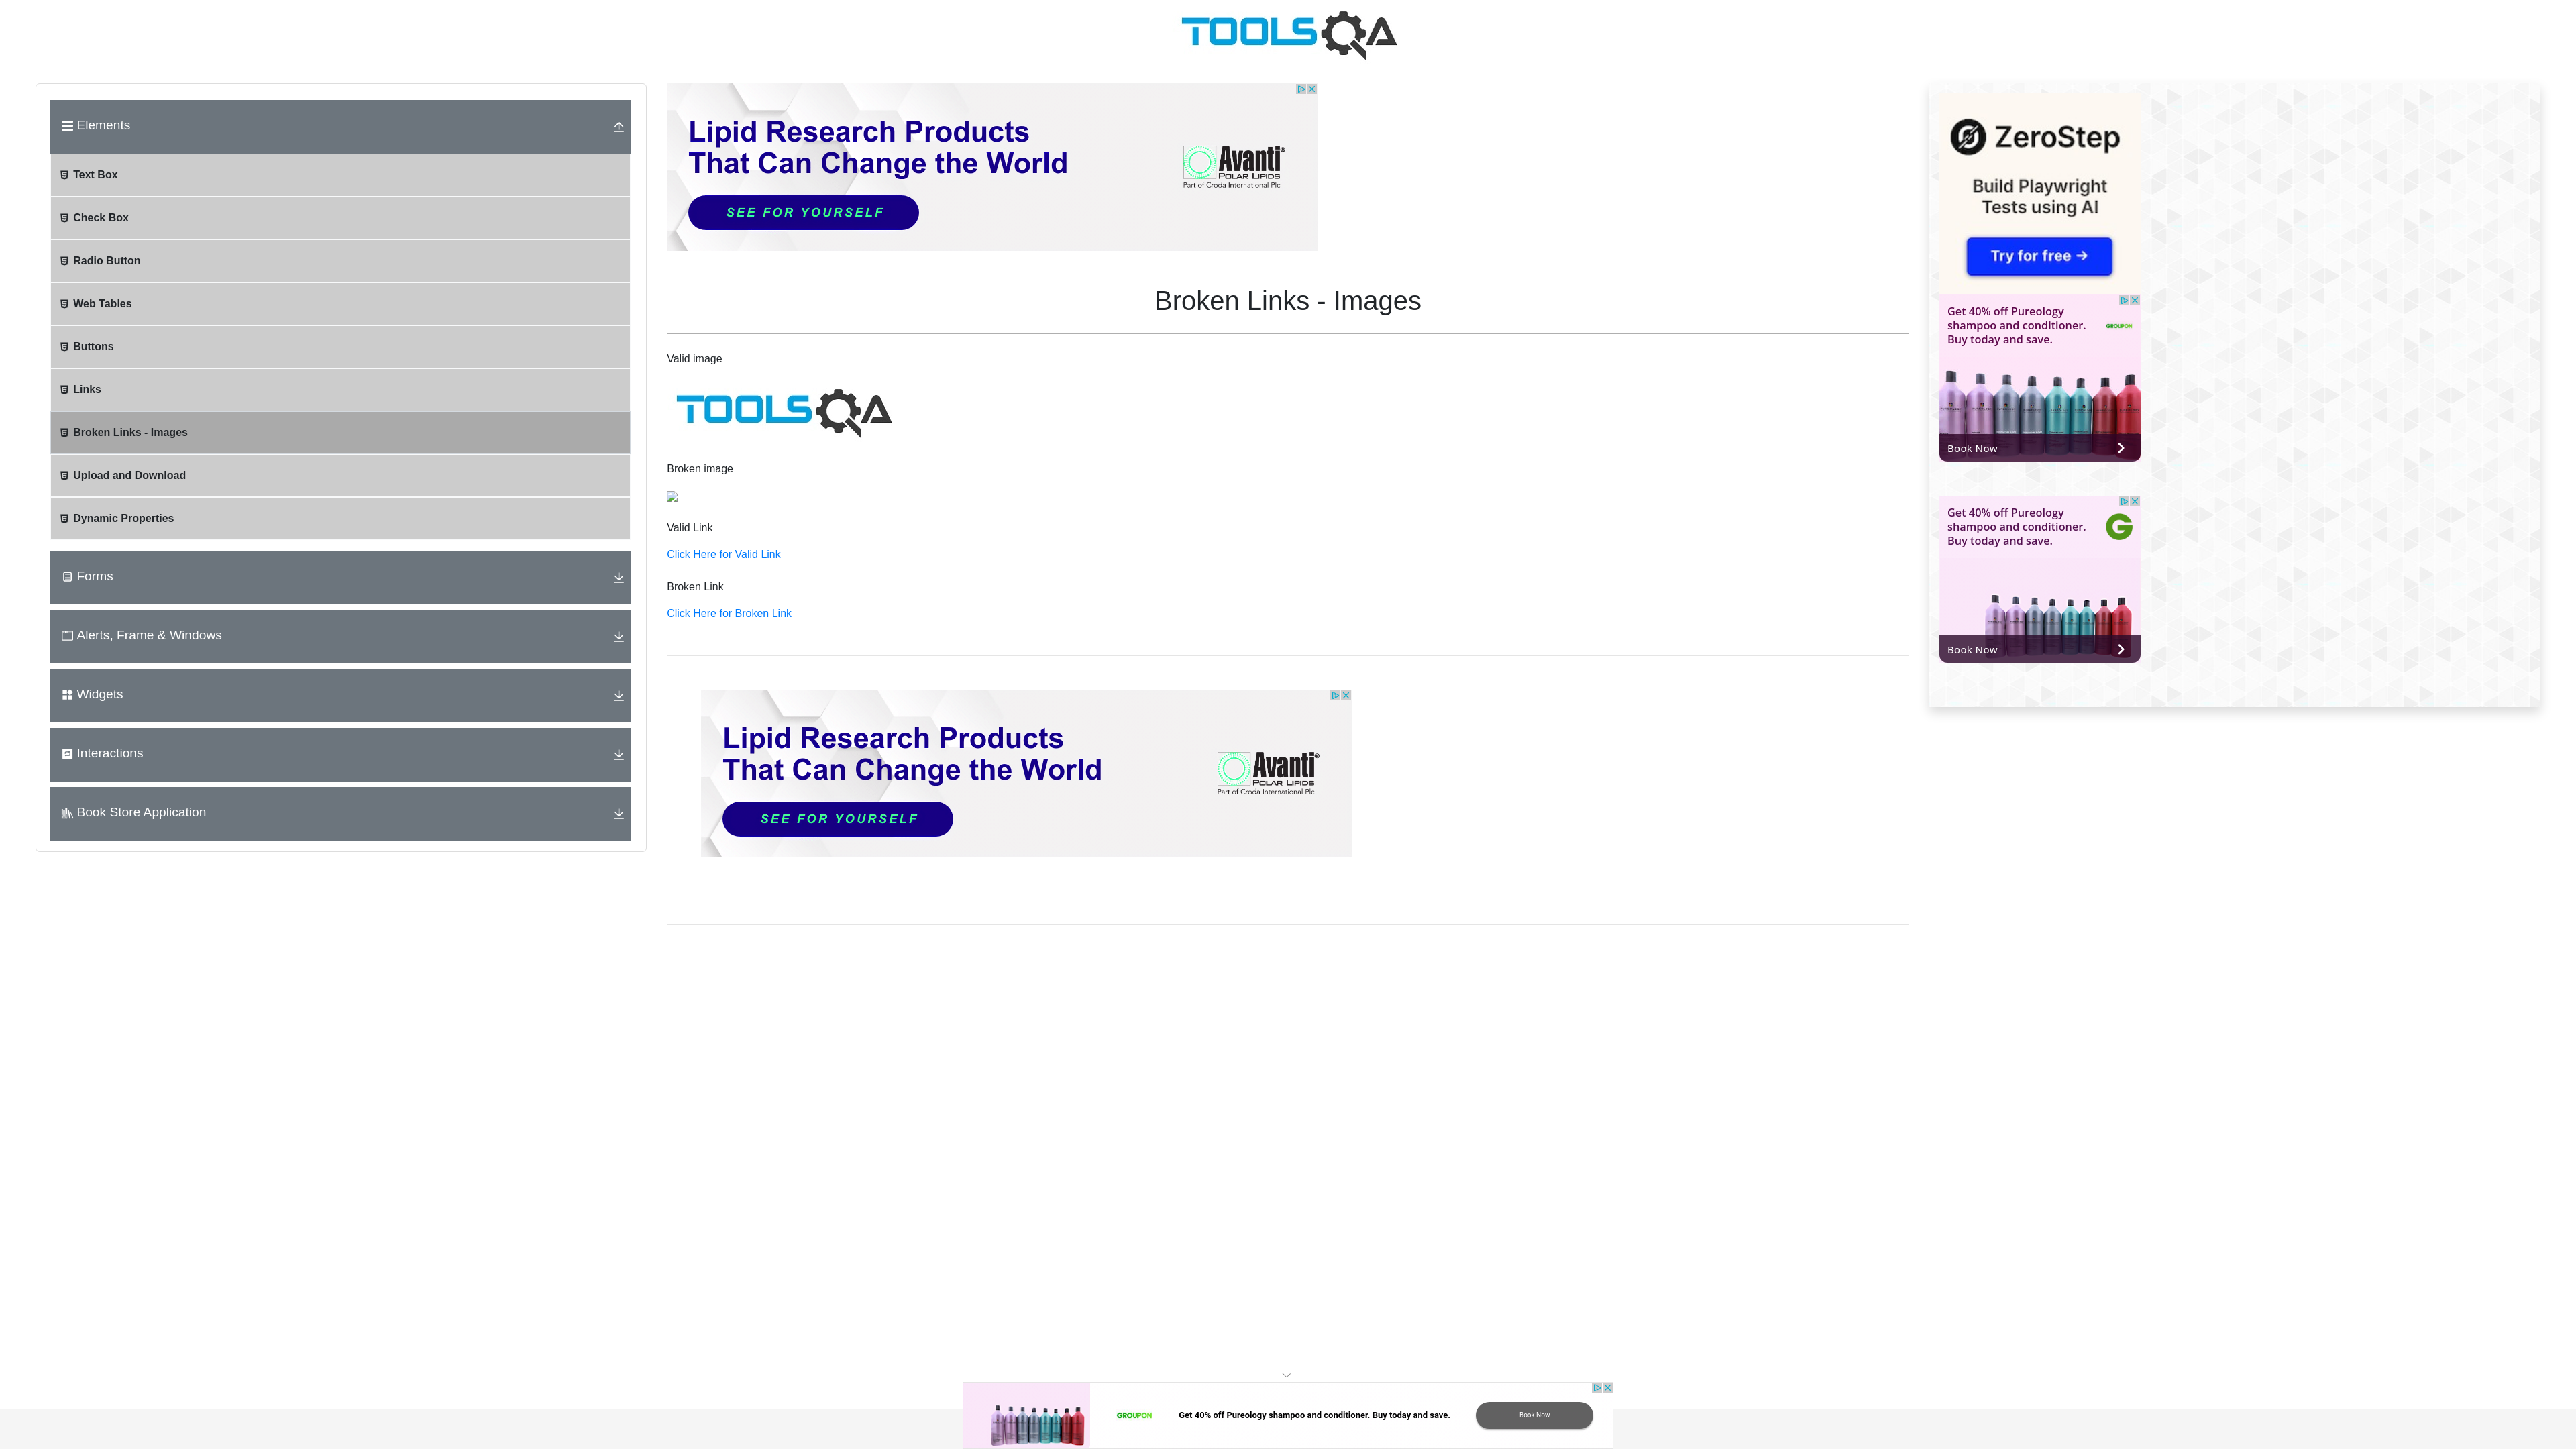 TOOLSQA
Elements
Text Box
Check Box
Radio Button
Web Tables
Buttons
Links
Broken Links - Images
Upload and Download
Dynamic Properties
Forms
Alerts, Frame & Windows
Widgets
Interactions
Book Store Application
Lipid Research Products
That Can Change the World
SEE FOR YOURSELF
Avanti®
POLAR LIPIDS
Part of Croda International Plc
Broken Links - Images
Valid image
TOOLSQA
Broken image
Valid Link
Click Here for Valid Link
Broken Link
Click Here for Broken Link
Lipid Research Products
That Can Change the World
SEE FOR YOURSELF
Avanti®
POLAR LIPIDS
Part of Croda International Plc
ZeroStep
Build Playwright
Tests using AI
Try for free →
Get 40% off Pureology
shampoo and conditioner.
Buy today and save.
GROUPON
Book Now
Get 40% off Pureology
shampoo and conditioner.
Buy today and save.
G
Book Now
GROUPON
Get 40% off Pureology shampoo and conditioner. Buy today and save.
Book Now